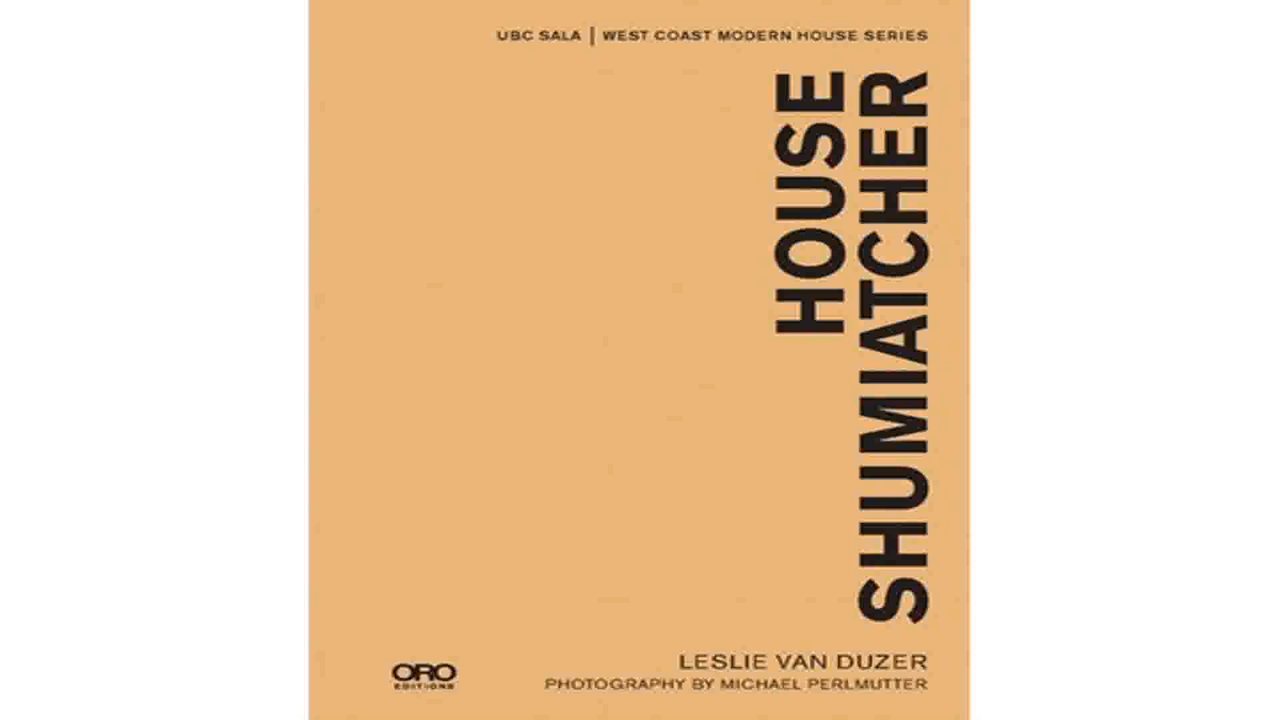 UBC SALA | WEST COAST MODERN HOUSE SERIES
HOUSE
SHUMIATCHER
LESLIE VAN DUZER
PHOTOGRAPHY BY MICHAEL PERLMUTTER
ORO
EDITIONS